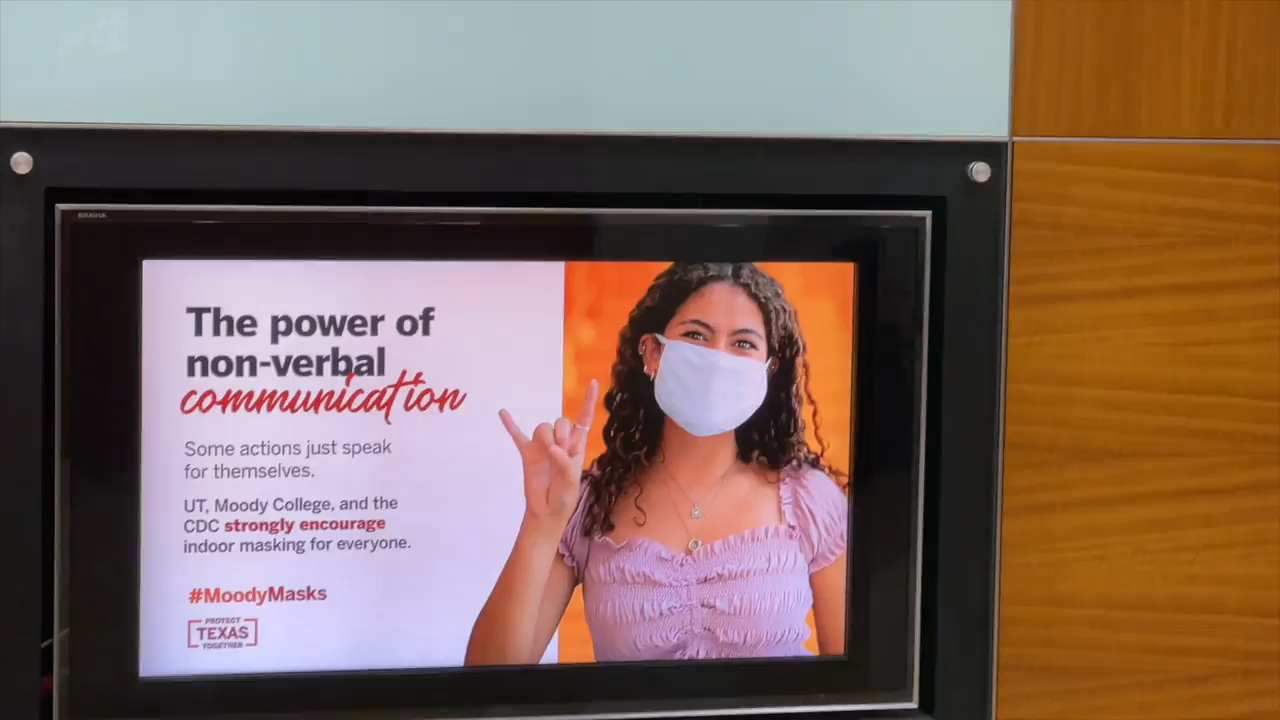 The power of
non-verbal
communication
Some actions just speak
for themselves.
UT, Moody College, and the
CDC strongly encourage
indoor masking for everyone.
#MoodyMasks
PROTECT
TEXAS
TOGETHER